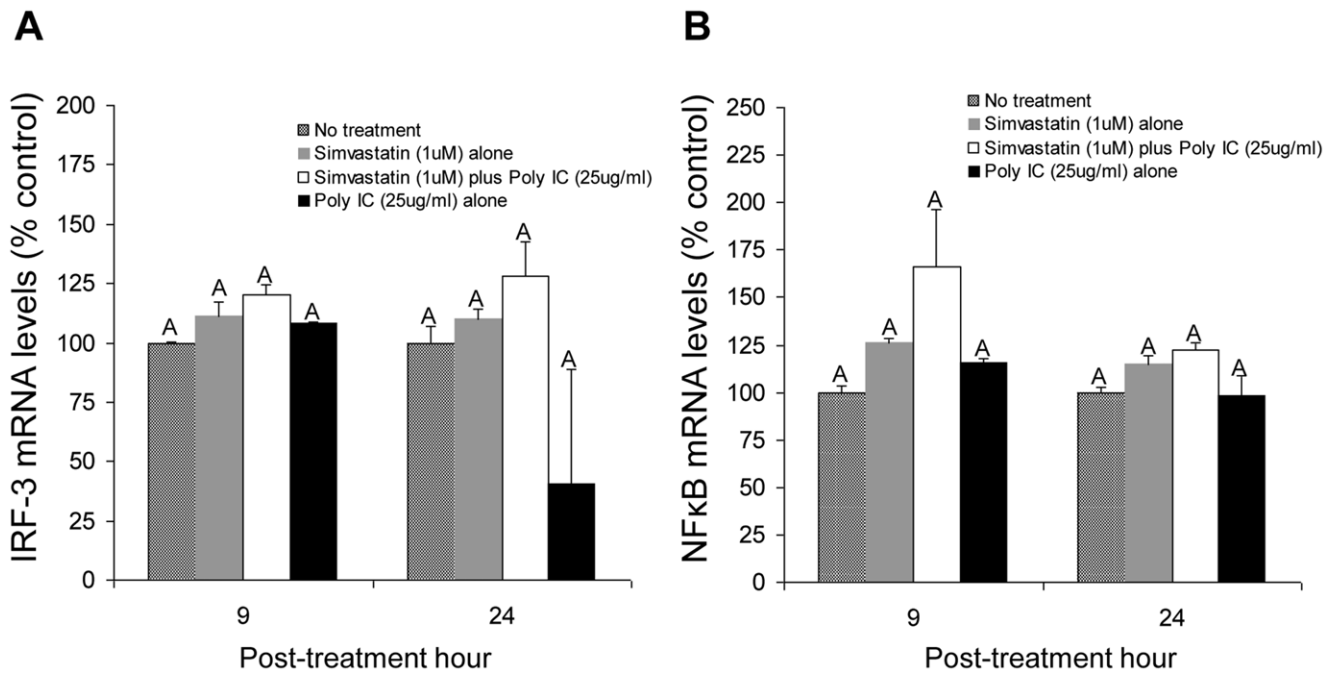 A
IRF-3 mRNA levels (% control)
200
175
150
125
100
75
50
25
0
No treatment
Simvastatin (1uM) alone
Simvastatin (1uM) plus Poly IC (25ug/ml)
Poly IC (25ug/ml) alone
A
A
A
A
A
A
A
A
9
24
Post-treatment hour
B
NFκB mRNA levels (% control)
250
225
200
175
150
125
100
75
50
25
0
No treatment
Simvastatin (1uM) alone
Simvastatin (1uM) plus Poly IC (25ug/ml)
Poly IC (25ug/ml) alone
A
A
A
A
A
A
A
A
9
24
Post-treatment hour